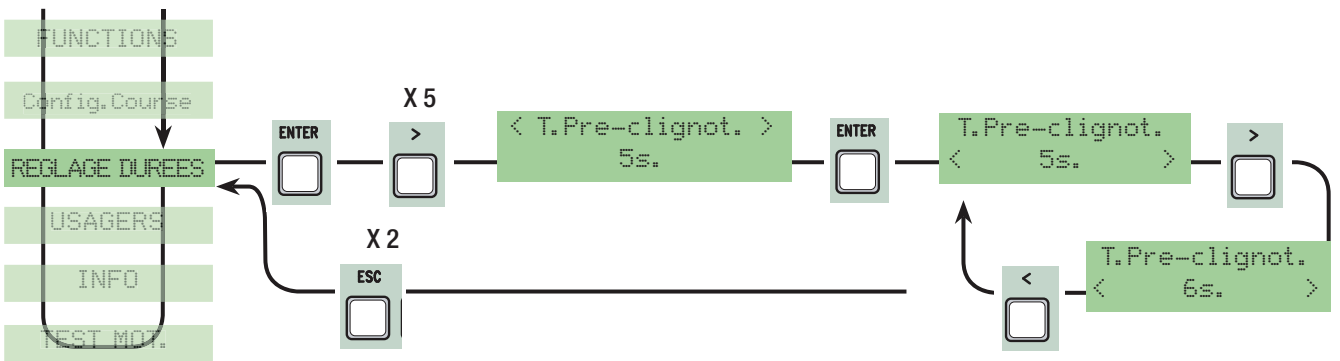 FUNCTIONS
Config.Course
REGLAGE DUREES
USAGERS
INFO
TEST MOT.
ENTER
X 5
>
< T.Pre-clignot. >
5s.
ENTER
T.Pre-clignot.
< 5s. >
>
T.Pre-clignot.
< 6s. >
<
X 2
ESC